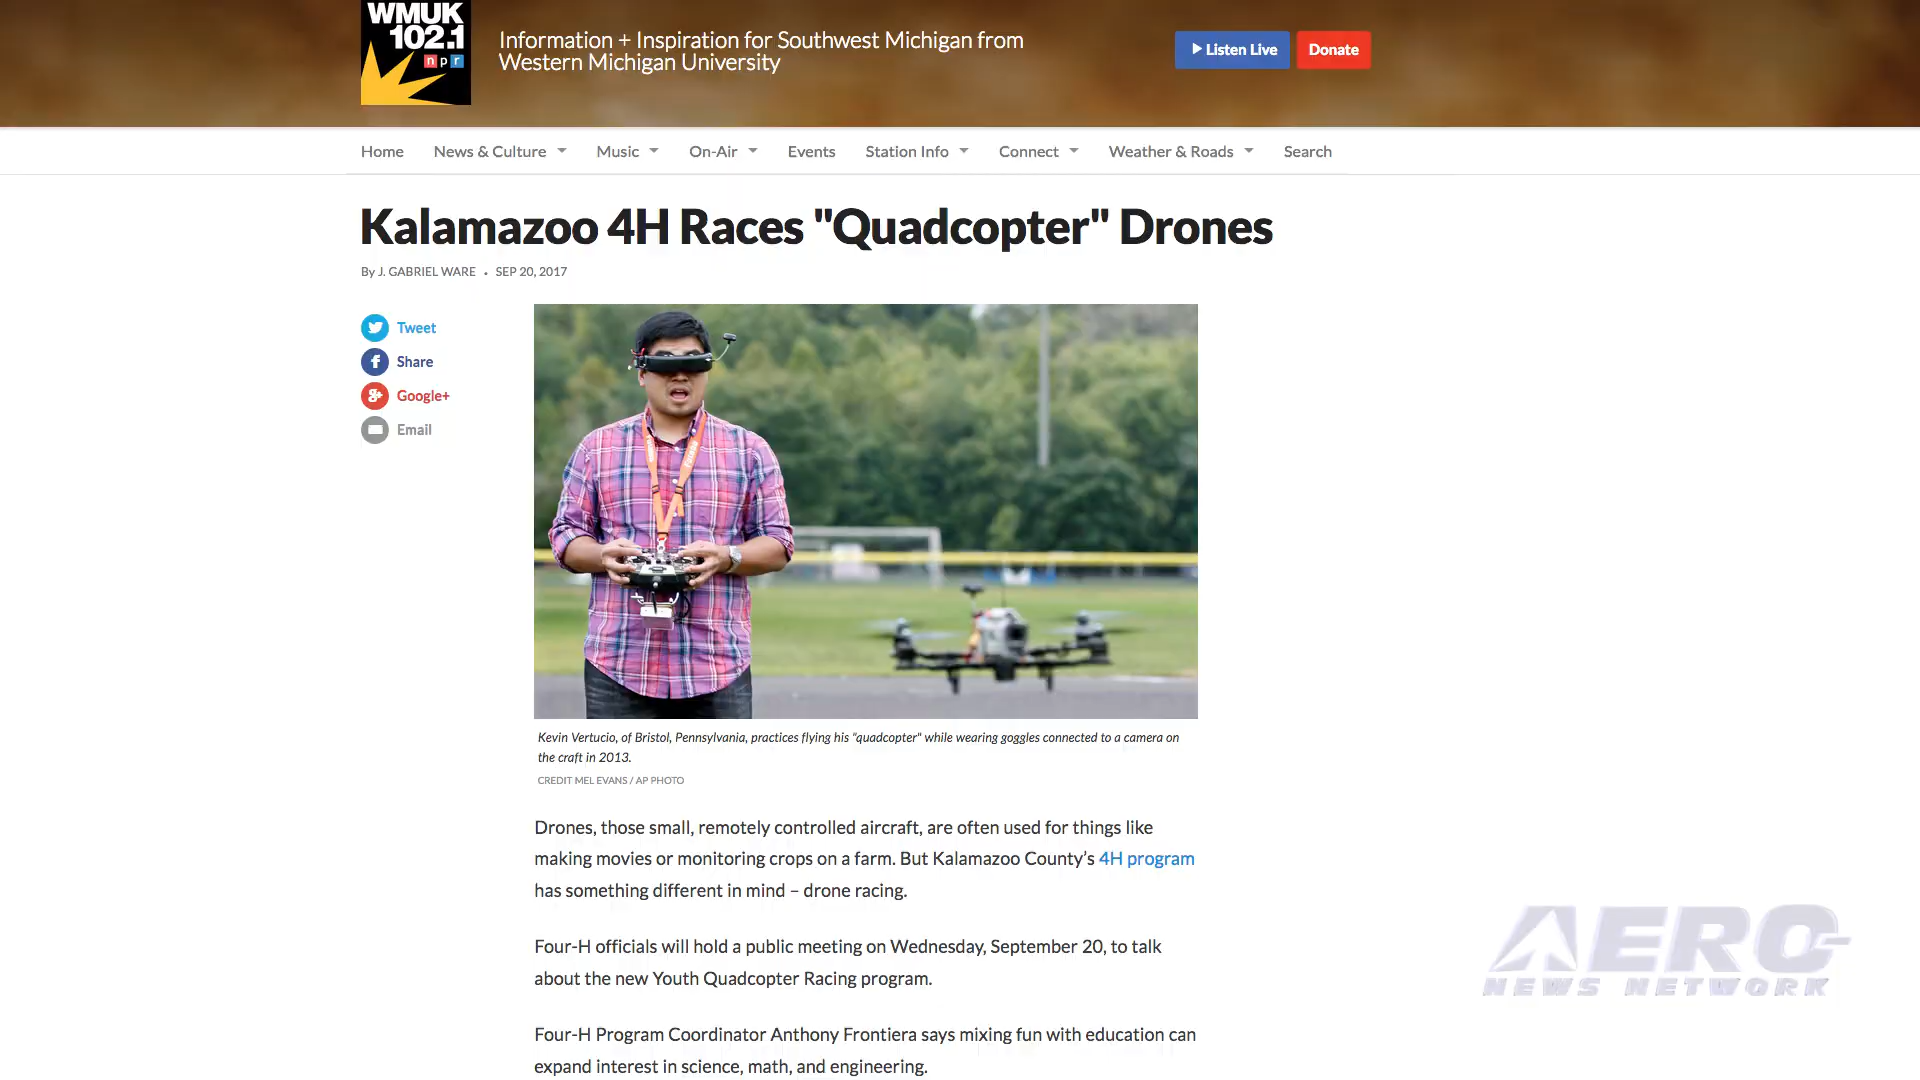 WMUK
102.1
npr
Information + Inspiration for Southwest Michigan from
Western Michigan University
Listen Live
Donate
Home
News & Culture
Music
On-Air
Events
Station Info
Connect
Weather & Roads
Search
Kalamazoo 4H Races "Quadcopter" Drones
By J. GABRIEL WARE • SEP 20, 2017
Tweet
Share
Google+
Email
Kevin Vertucio, of Bristol, Pennsylvania, practices flying his "quadcopter" while wearing goggles connected to a camera on
the craft in 2013.
CREDIT MEL EVANS / AP PHOTO
Drones, those small, remotely controlled aircraft, are often used for things like
making movies or monitoring crops on a farm. But Kalamazoo County’s 4H program
has something different in mind – drone racing.
Four-H officials will hold a public meeting on Wednesday, September 20, to talk
about the new Youth Quadcopter Racing program.
Four-H Program Coordinator Anthony Frontiera says mixing fun with education can
expand interest in science, math, and engineering.
AERO
NEWS NETWORK